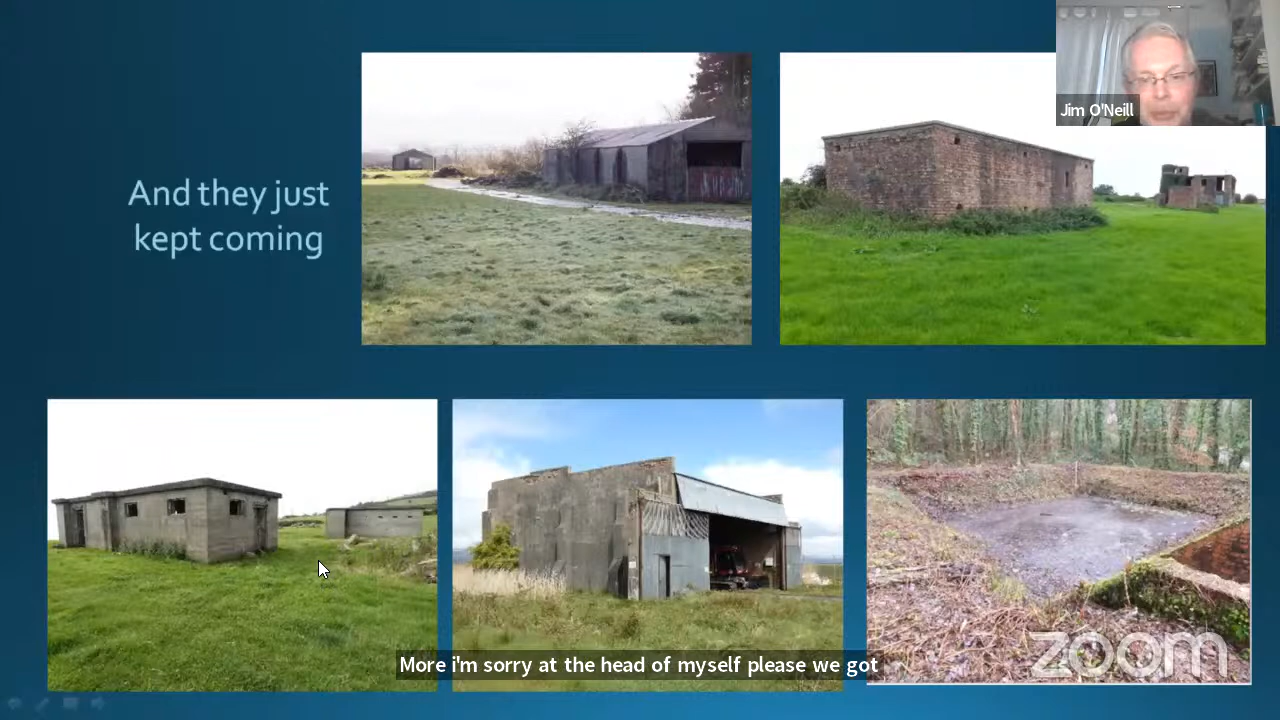 Jim O'Neill
And they just
kept coming
More i'm sorry at the head of myself please we got
zoom